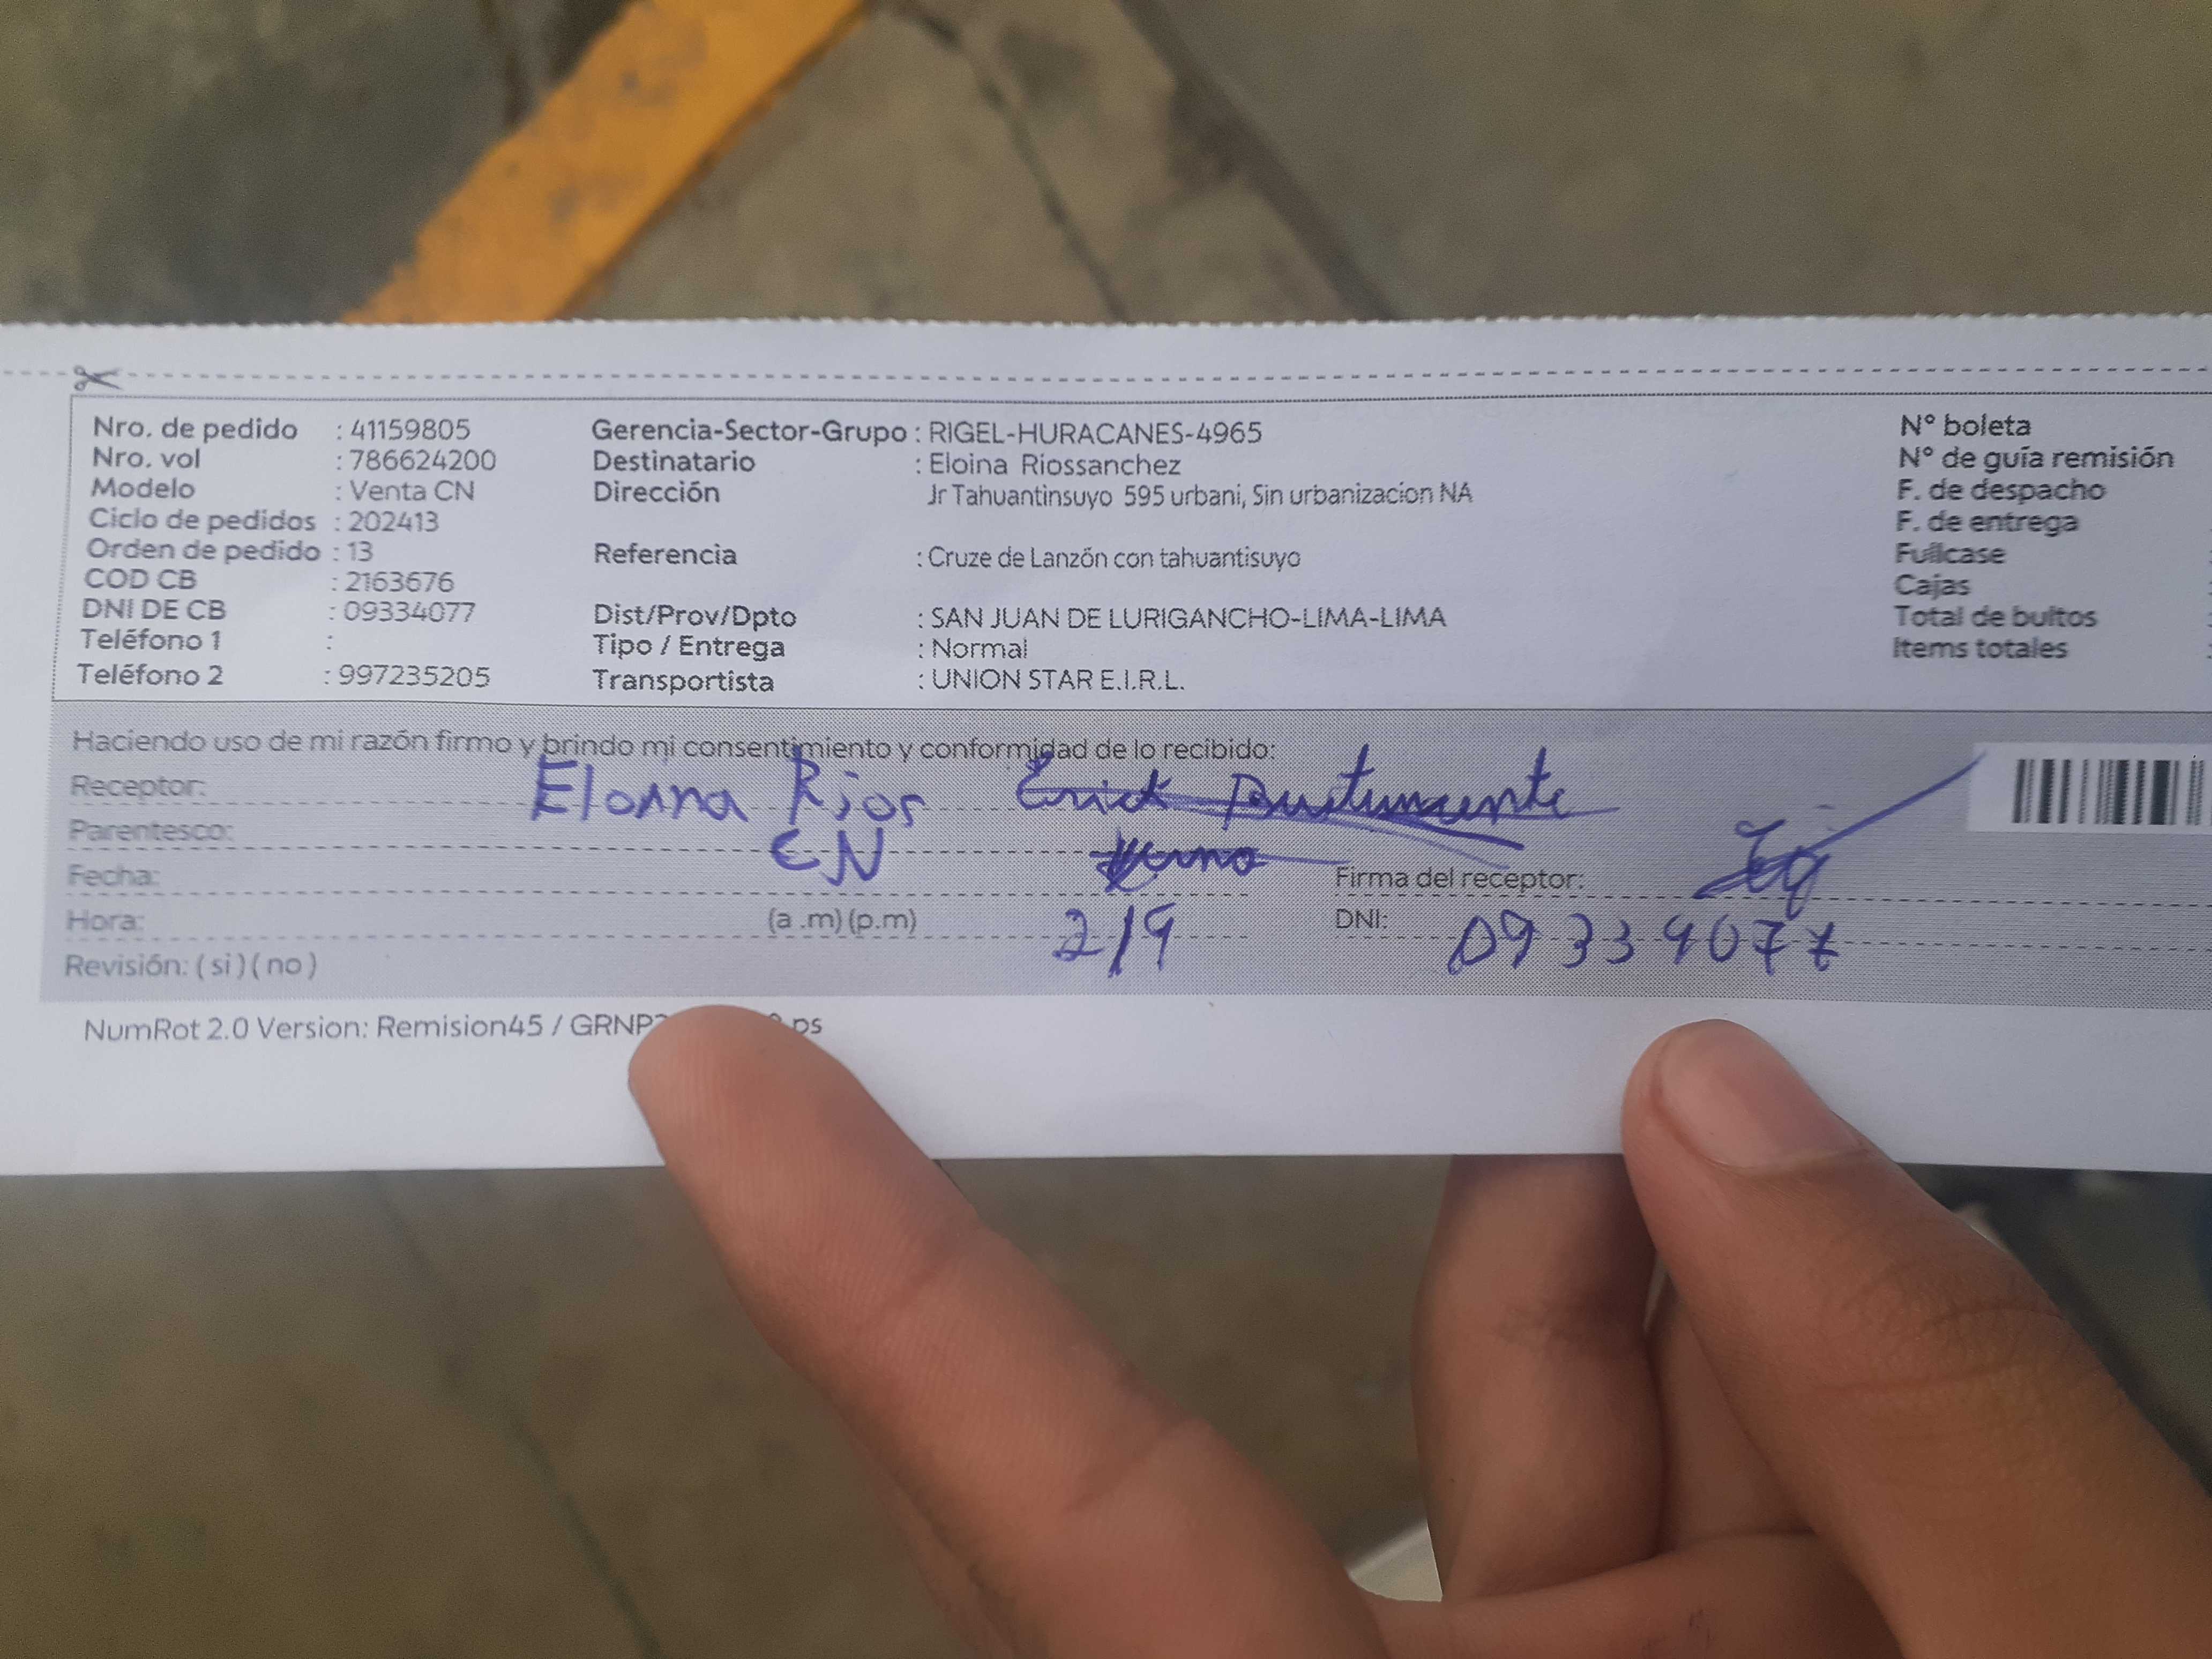 Nro. de pedido : 41159805 Gerencia-Sector-Grupo : RIGEL-HURACANES-4965 N° boleta
Nro. vol : 786624200 Destinatario : Eloina Riossanchez N° de guía remisión
Modelo : Venta CN Dirección Jr Tahuantinsuyo 595 urbani, Sin urbanizacion NA F. de despacho
Ciclo de pedidos : 202413 F. de entrega
Orden de pedido : 13 Referencia : Cruze de Lanzón con tahuantisuyo Fullcase
COD CB : 2163676 Cajas
DNI DE CB : 09334077 Dist/Prov/Dpto : SAN JUAN DE LURIGANCHO-LIMA-LIMA Total de bultos
Teléfono 1 : Tipo / Entrega : Normal Items totales
Teléfono 2 : 997235205 Transportista : UNION STAR E.I.R.L.
Haciendo uso de mi razón firmo y brindo mi consentimiento y conformidad de lo recibido:
Receptor: Eloina Rios Erick
Parentesco: CN
Fecha: Firma del receptor:
Hora: (a .m) (p.m) 2/9 DNI: 09334077
Revisión: ( si ) ( no )
NumRot 2.0 Version: Remision45 / ps